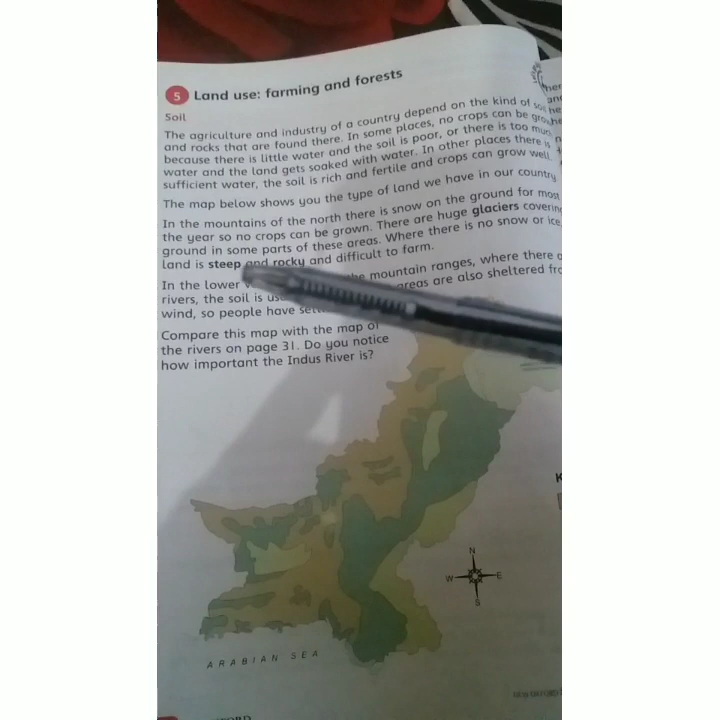 5 Land use: farming and forests
Soil
The agriculture and industry of a country depend on the kind of soil
and rocks that are found there. In some places, no crops can be
because there is little water and the soil is poor, or there is too
water and the land gets soaked with water. In other places there is
sufficient water, the soil is rich and fertile and crops can grow well.
The map below shows you the type of land we have in our country.
In the mountains of the north there is snow on the ground for most
the year so no crops can be grown. There are huge glaciers
ground in some parts of these areas. Where there is no snow or ice
land is steep and rocky and difficult to farm.
In the lower mountain ranges, where there
rivers, the soil is areas are also sheltered
wind, so people have
Compare this map with the map of
the rivers on page 31. Do you notice
how important the Indus River is?
N
W E
S
ARABIAN SEA